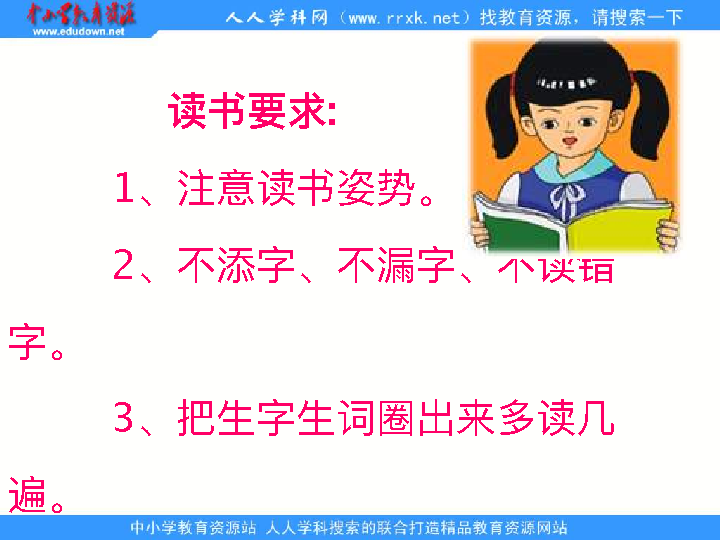 中小学教育资源
www.edudown.net
人人学科网（www.rrxk.net）找教育资源，请搜索一下
读书要求:
1、注意读书姿势。
2、不添字、不漏字、不读错
字。
3、把生字生词圈出来多读几
遍。
中小学教育资源站 人人学科搜索的联合打造精品教育资源网站